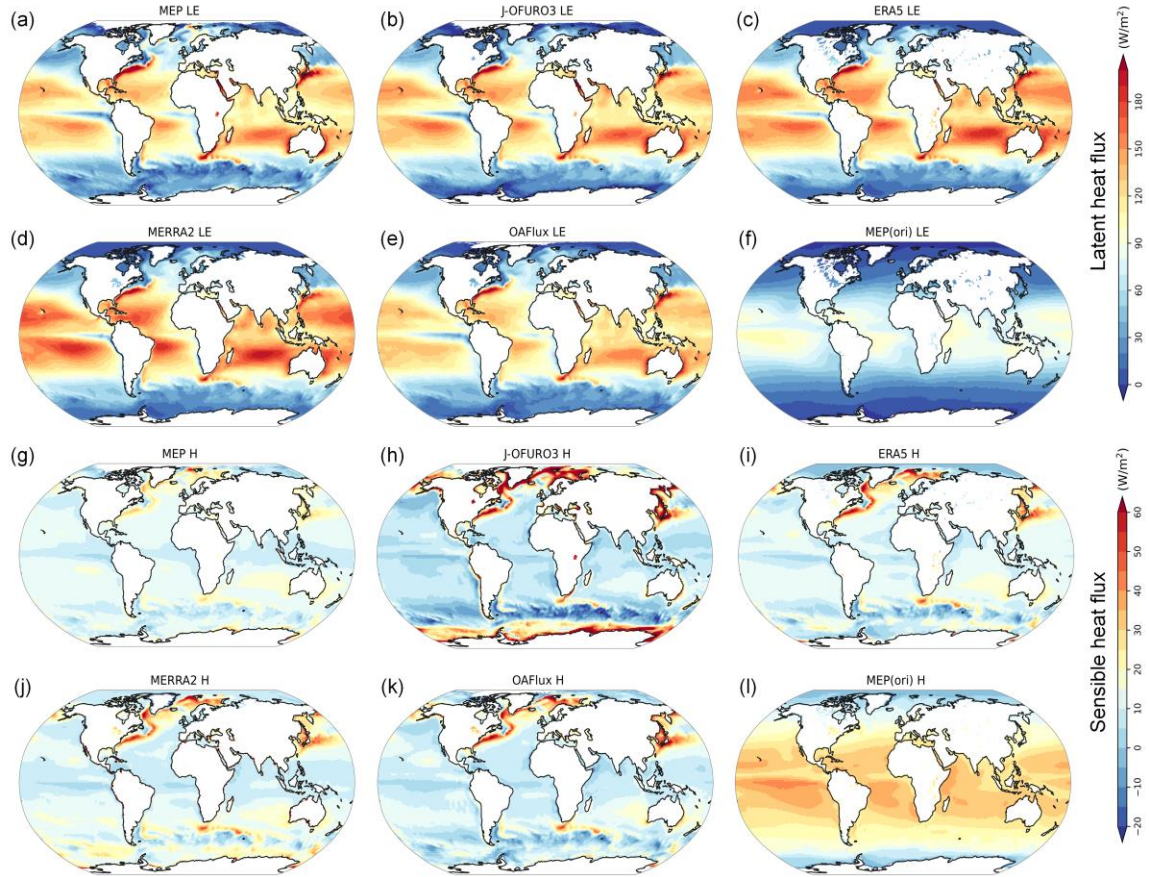 (a) MEP LE
(b) J-OFURO3 LE
(c) ERA5 LE
(W/m²)
180
150
120
90
60
30
0
Latent heat flux
(d) MERRA2 LE
(e) OAFlux LE
(f) MEP(ori) LE
(g) MEP H
(h) J-OFURO3 H
(i) ERA5 H
(W/m²)
60
50
40
30
20
10
0
−10
−20
Sensible heat flux
(j) MERRA2 H
(k) OAFlux H
(l) MEP(ori) H